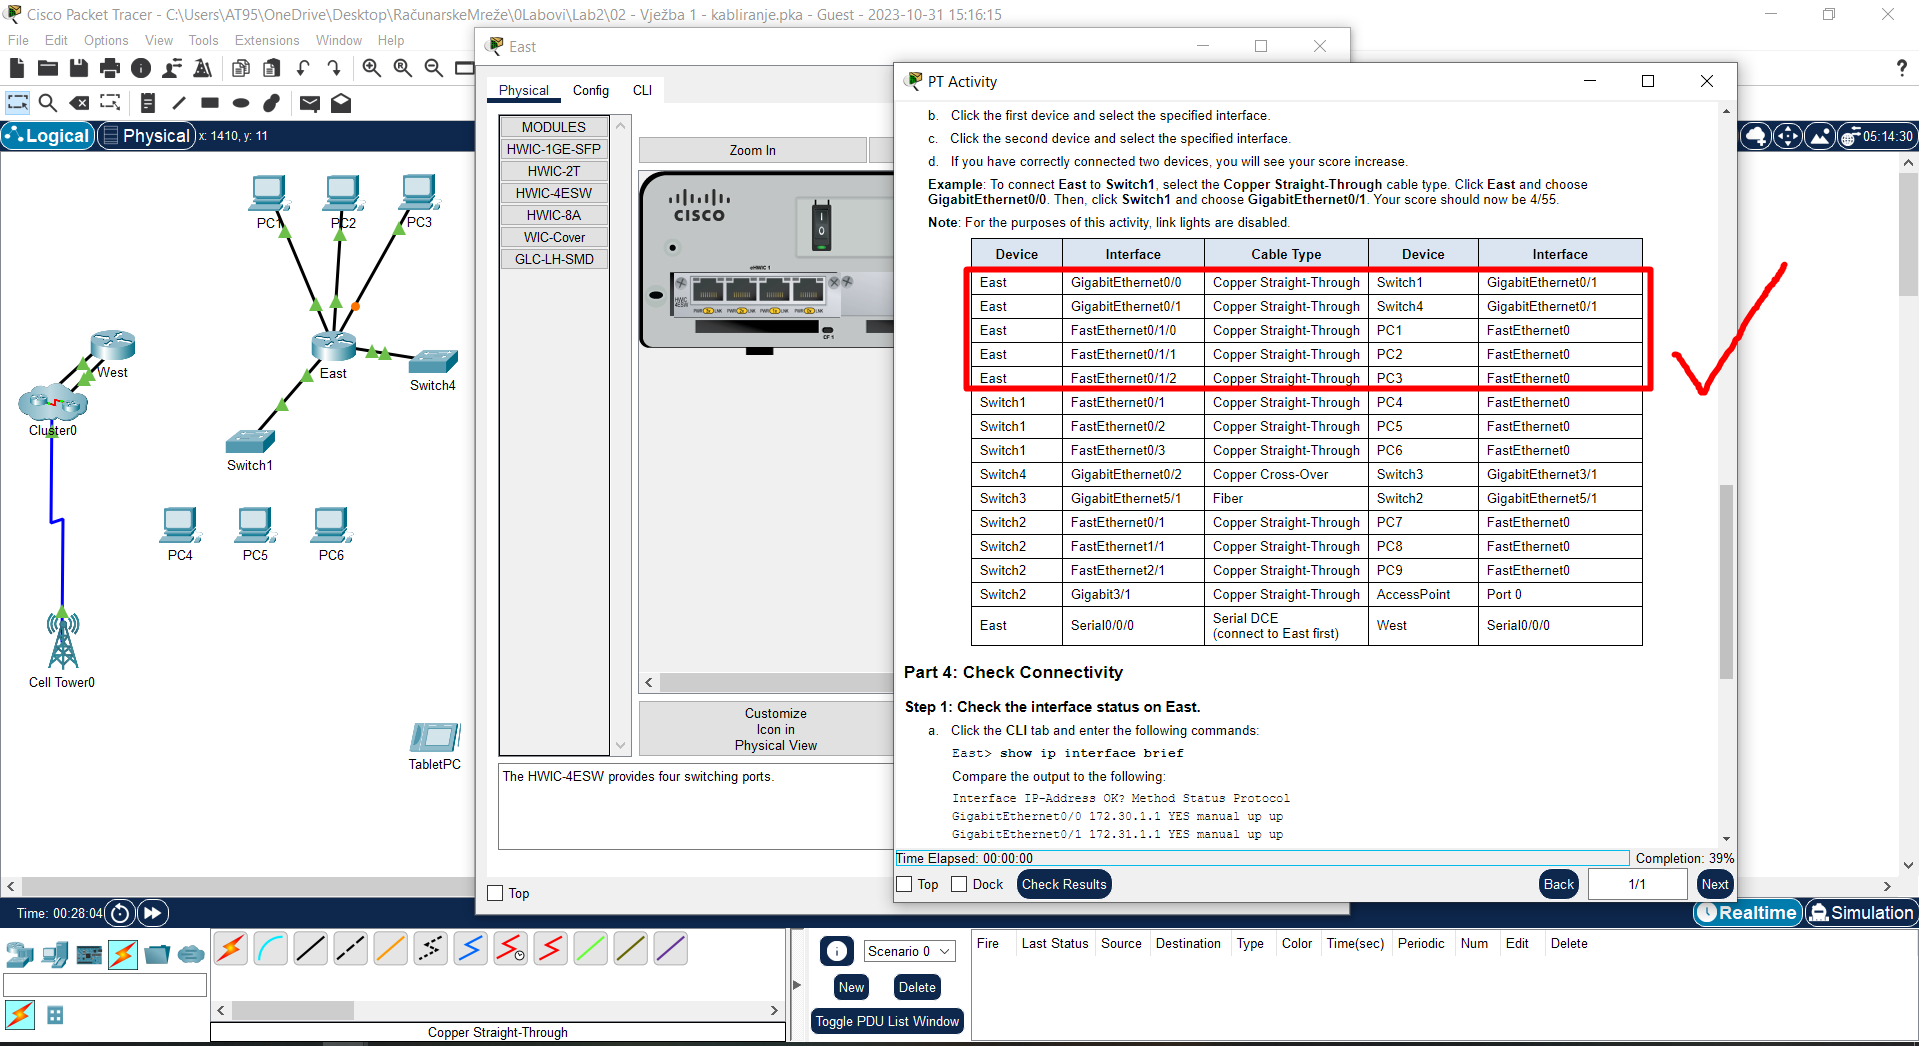 Cisco Packet Tracer - C:\Users\AT95\OneDrive\Desktop\RačunarskeMreže\0Labovi\Lab2\02 - Vježba 1 - kabliranje.pka - Guest - 2023-10-31 15:16:15
File Edit Options View Tools Extensions Window Help
?
Logical Physical x: 1410, y: 11
05:14:30
PC1
PC2
PC3
West
East
Switch4
Cluster0
Switch1
PC4
PC5
PC6
Cell Tower0
TabletPC
East
Physical Config CLI
MODULES
HWIC-1GE-SFP
HWIC-2T
HWIC-4ESW
HWIC-8A
WIC-Cover
GLC-LH-SMD
Zoom In
CISCO
Customize
Icon in
Physical View
The HWIC-4ESW provides four switching ports.
Top
PT Activity
b. Click the first device and select the specified interface.
c. Click the second device and select the specified interface.
d. If you have correctly connected two devices, you will see your score increase.
Example: To connect East to Switch1, select the Copper Straight-Through cable type. Click East and choose
GigabitEthernet0/0. Then, click Switch1 and choose GigabitEthernet0/1. Your score should now be 4/55.
Note: For the purposes of this activity, link lights are disabled.
Device Interface Cable Type Device Interface
East GigabitEthernet0/0 Copper Straight-Through Switch1 GigabitEthernet0/1
East GigabitEthernet0/1 Copper Straight-Through Switch4 GigabitEthernet0/1
East FastEthernet0/1/0 Copper Straight-Through PC1 FastEthernet0
East FastEthernet0/1/1 Copper Straight-Through PC2 FastEthernet0
East FastEthernet0/1/2 Copper Straight-Through PC3 FastEthernet0
Switch1 FastEthernet0/1 Copper Straight-Through PC4 FastEthernet0
Switch1 FastEthernet0/2 Copper Straight-Through PC5 FastEthernet0
Switch1 FastEthernet0/3 Copper Straight-Through PC6 FastEthernet0
Switch4 GigabitEthernet0/2 Copper Cross-Over Switch3 GigabitEthernet3/1
Switch3 GigabitEthernet5/1 Fiber Switch2 GigabitEthernet5/1
Switch2 FastEthernet0/1 Copper Straight-Through PC7 FastEthernet0
Switch2 FastEthernet1/1 Copper Straight-Through PC8 FastEthernet0
Switch2 FastEthernet2/1 Copper Straight-Through PC9 FastEthernet0
Switch2 Gigabit3/1 Copper Straight-Through AccessPoint Port 0
East Serial0/0/0 Serial DCE West Serial0/0/0
(connect to East first)
Part 4: Check Connectivity
Step 1: Check the interface status on East.
a. Click the CLI tab and enter the following commands:
East> show ip interface brief
Compare the output to the following:
Interface IP-Address OK? Method Status Protocol
GigabitEthernet0/0 172.30.1.1 YES manual up up
GigabitEthernet0/1 172.31.1.1 YES manual up up
Time Elapsed: 00:00:00 Completion: 39%
Top Dock Check Results Back 1/1 Next
Time: 00:28:04
Realtime Simulation
Scenario 0
New Delete
Toggle PDU List Window
Fire Last Status Source Destination Type Color Time(sec) Periodic Num Edit Delete
Copper Straight-Through